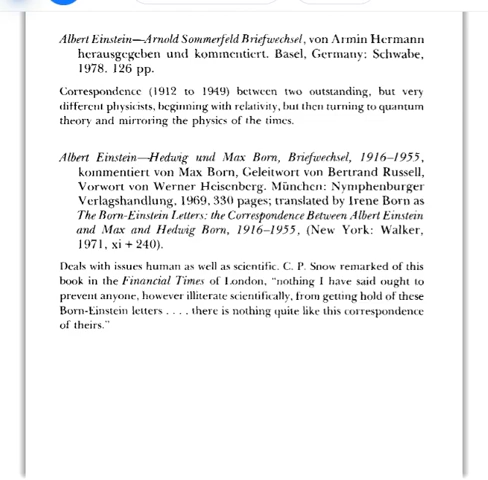 Albert Einstein—Arnold Sommerfeld Briefwechsel, von Armin Hermann
herausgegeben und kommentiert. Basel, Germany: Schwabe,
1978. 126 pp.
Correspondence (1912 to 1949) between two outstanding, but very
different physicists, beginning with relativity, but then turning to quantum
theory and mirroring the physics of the times.
Albert Einstein—Hedwig und Max Born, Briefwechsel, 1916–1955,
kommentiert von Max Born, Geleitwort von Bertrand Russell,
Vorwort von Werner Heisenberg. München: Nymphenburger
Verlagshandlung, 1969, 330 pages; translated by Irene Born as
The Born-Einstein Letters: the Correspondence Between Albert Einstein
and Max and Hedwig Born, 1916–1955, (New York: Walker,
1971, xi + 240).
Deals with issues human as well as scientific. C. P. Snow remarked of this
book in the Financial Times of London, "nothing I have said ought to
prevent anyone, however illiterate scientifically, from getting hold of these
Born-Einstein letters . . . . there is nothing quite like this correspondence
of theirs."